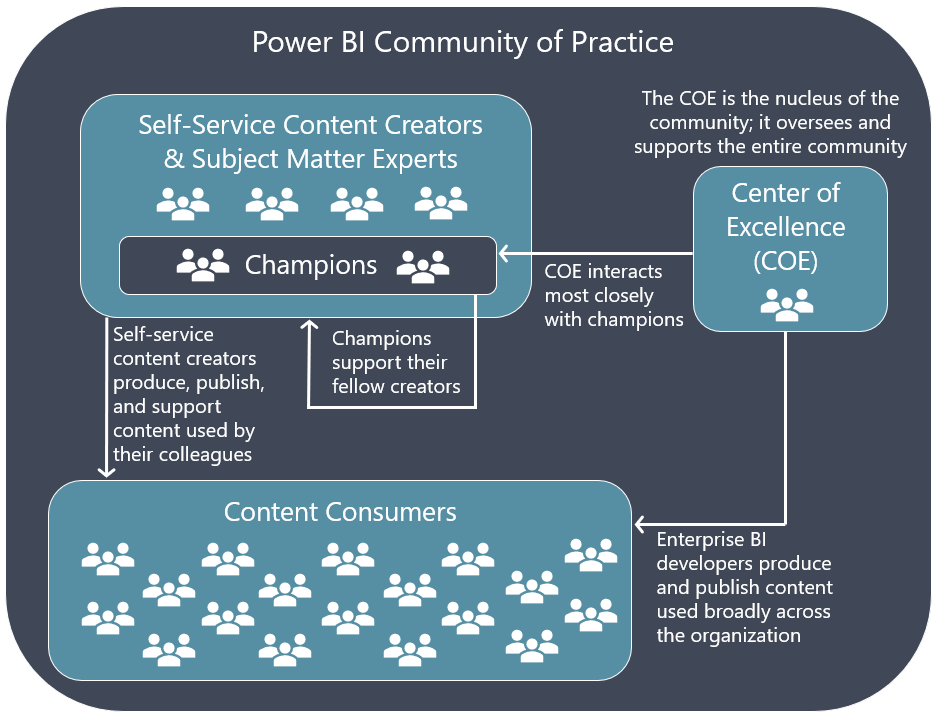 Power BI Community of Practice
Self-Service Content Creators
& Subject Matter Experts
Champions
The COE is the nucleus of the
community; it oversees and
supports the entire community
Center of
Excellence
(COE)
COE interacts
most closely
with champions
Champions
support their
fellow creators
Self-service
content creators
produce, publish,
and support
content used by
their colleagues
Content Consumers
Enterprise BI
developers produce
and publish content
used broadly across
the organization